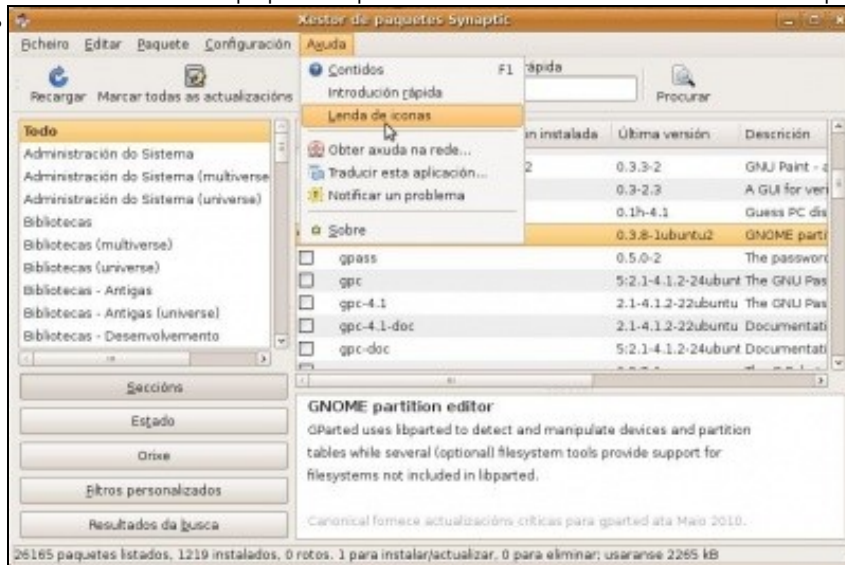 Xestor de paquetes Synaptic
Ficheiro Editar Paquete Configuración Axuda
Recargar Marcar todas as actualizacións
rápida
Procurar
Contidos F1
Introdución rápida
Lenda de iconas
Obter axuda na rede...
Traducir esta aplicación...
Notificar un problema
Sobre
Todo
Administración do Sistema
Administración do Sistema (multiverse
Administración do Sistema (universe)
Bibliotecas
Bibliotecas (multiverse)
Bibliotecas (universe)
Bibliotecas - Antigas
Bibliotecas - Antigas (universe)
Bibliotecas - Desenvolvemento
Seccións
Estado
Orixe
Filtros personalizados
Resultados da busca
n instalada Última versión Descrición
2 0.3.3-2 GNU Paint - a
0.3-2.3 A GUI for veri
0.1h-4.1 Guess PC dis
0.3.8-1ubuntu2 GNOME parti
gpass 0.5.0-2 The password
gpc 5:2.1-4.1.2-24ubunt The GNU Pas
gpc-4.1 2.1-4.1.2-22ubuntu The GNU Pas
gpc-4.1-doc 2.1-4.1.2-22ubuntu Documentati
gpc-doc 5:2.1-4.1.2-24ubunt Documentati
GNOME partition editor
GParted uses libparted to detect and manipulate devices and partition
tables while several (optional) filesystem tools provide support for
filesystems not included in libparted.
Canonical fornece actualizacións críticas para gparted ata Maio 2010.
26165 paquetes listados, 1219 instalados, 0 rotos. 1 para instalar/actualizar, 0 para eliminar; usaranse 2265 kB